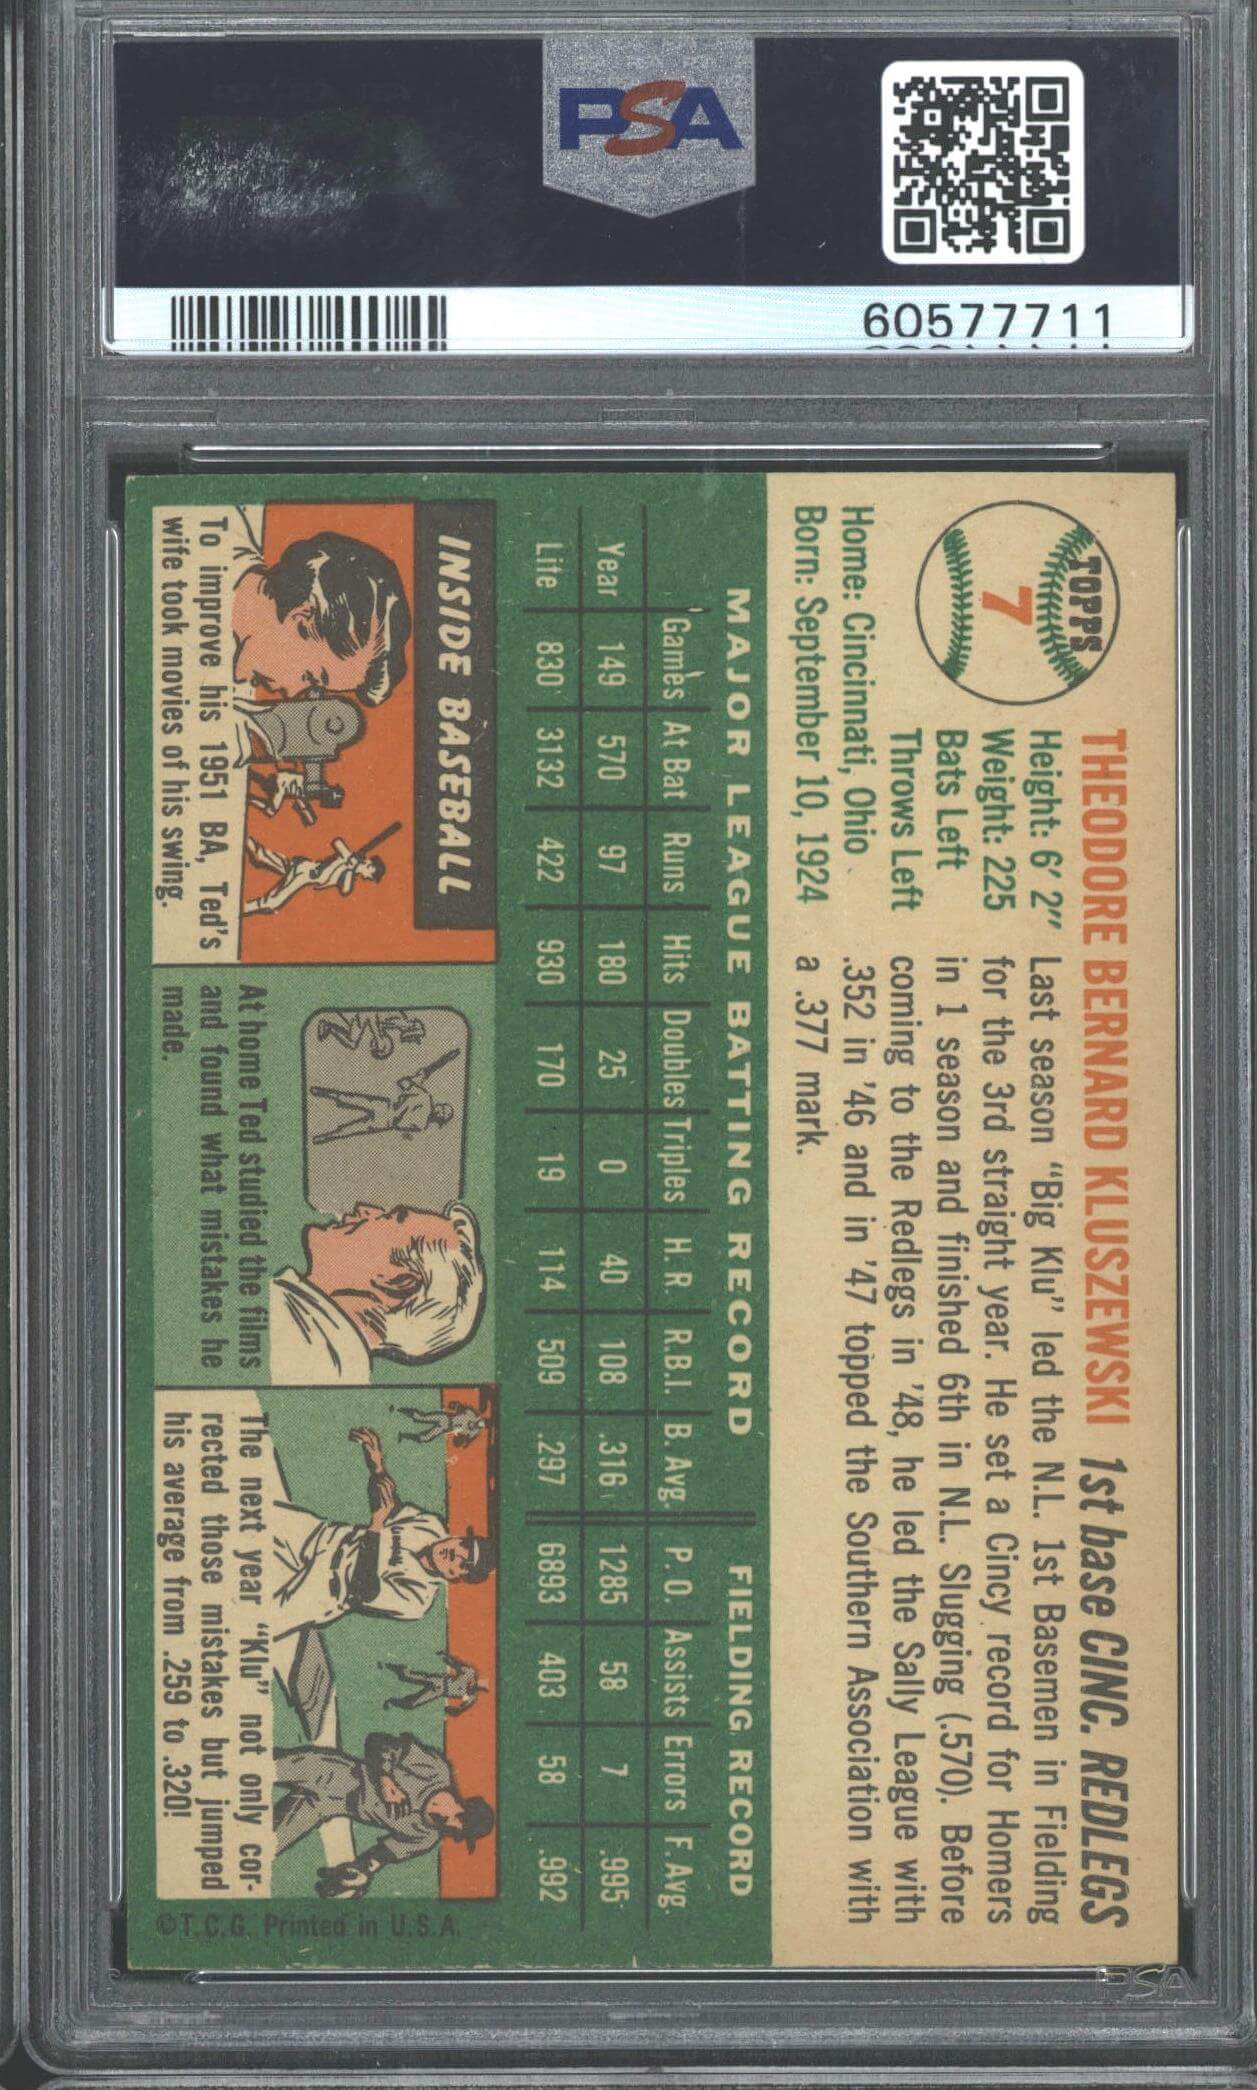 PSA
60577711
TOPPS
7
THEODORE BERNARD KLUSZEWSKI 1st base CINC. REDLEGS
Height: 6' 2"
Weight: 225
Bats Left
Throws Left
Home: Cincinnati, Ohio
Born: September 10, 1924
Last season "Big Klu" led the N.L. 1st Basemen in Fielding
for the 3rd straight year. He set a Cincy record for Homers
in 1 season and finished 6th in N.L. Slugging (.570). Before
coming to the Redlegs in '48, he led the Sally League with
.352 in '46 and in '47 topped the Southern Association with
a .377 mark.
MAJOR LEAGUE BATTING RECORD FIELDING RECORD
Games At Bat Runs Hits Doubles Triples H. R. R.B.I. B. Avg. P. O. Assists Errors F. Avg.
Year 149 570 97 180 25 0 40 108 .316 1285 58 7 .995
Life 830 3132 422 930 170 19 114 509 .297 6893 403 58 .992
INSIDE BASEBALL
To improve his 1951 BA, Ted's
wife took movies of his swing.
At home Ted studied the films
and found what mistakes he
made.
The next year "Klu" not only cor-
rected those mistakes but jumped
his average from .259 to .320!
©T.C.G. Printed in U.S.A.
PSA